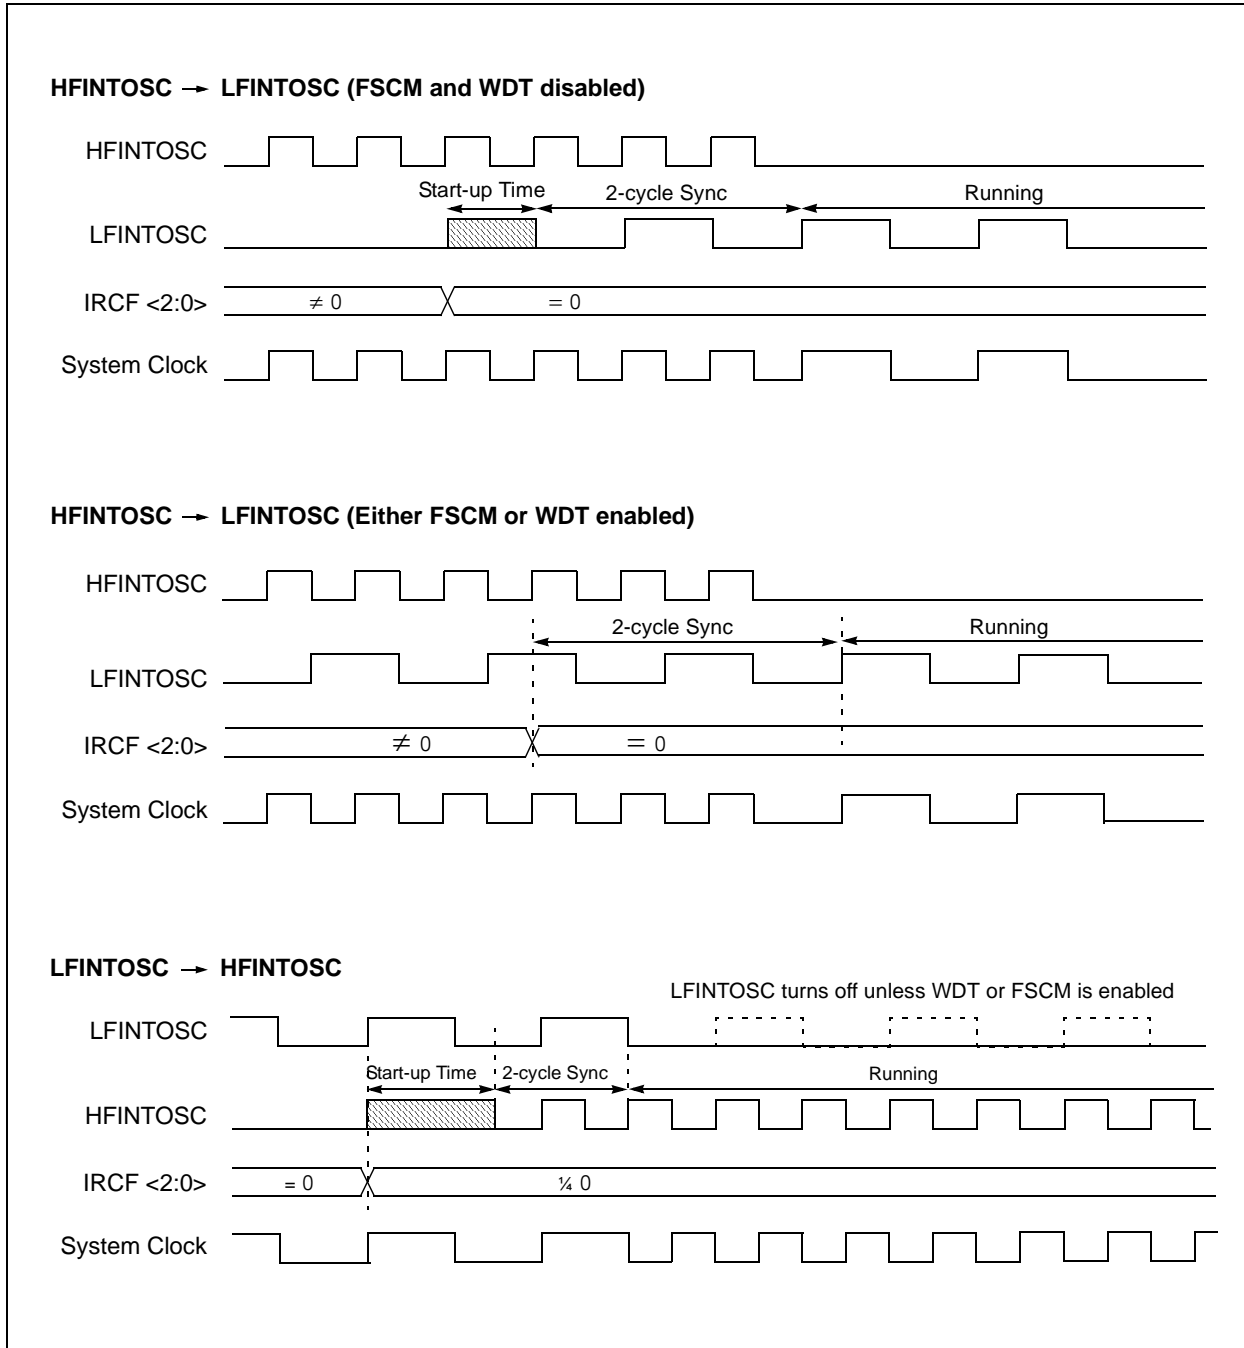 HFINTOSC → LFINTOSC (FSCM and WDT disabled)
HFINTOSC
Start-up Time 2-cycle Sync Running
LFINTOSC
IRCF <2:0> ≠ 0 = 0
System Clock
HFINTOSC → LFINTOSC (Either FSCM or WDT enabled)
HFINTOSC
2-cycle Sync Running
LFINTOSC
IRCF <2:0> ≠ 0 = 0
System Clock
LFINTOSC → HFINTOSC
LFINTOSC turns off unless WDT or FSCM is enabled
LFINTOSC
Start-up Time 2-cycle Sync Running
HFINTOSC
IRCF <2:0> = 0 ¼ 0
System Clock